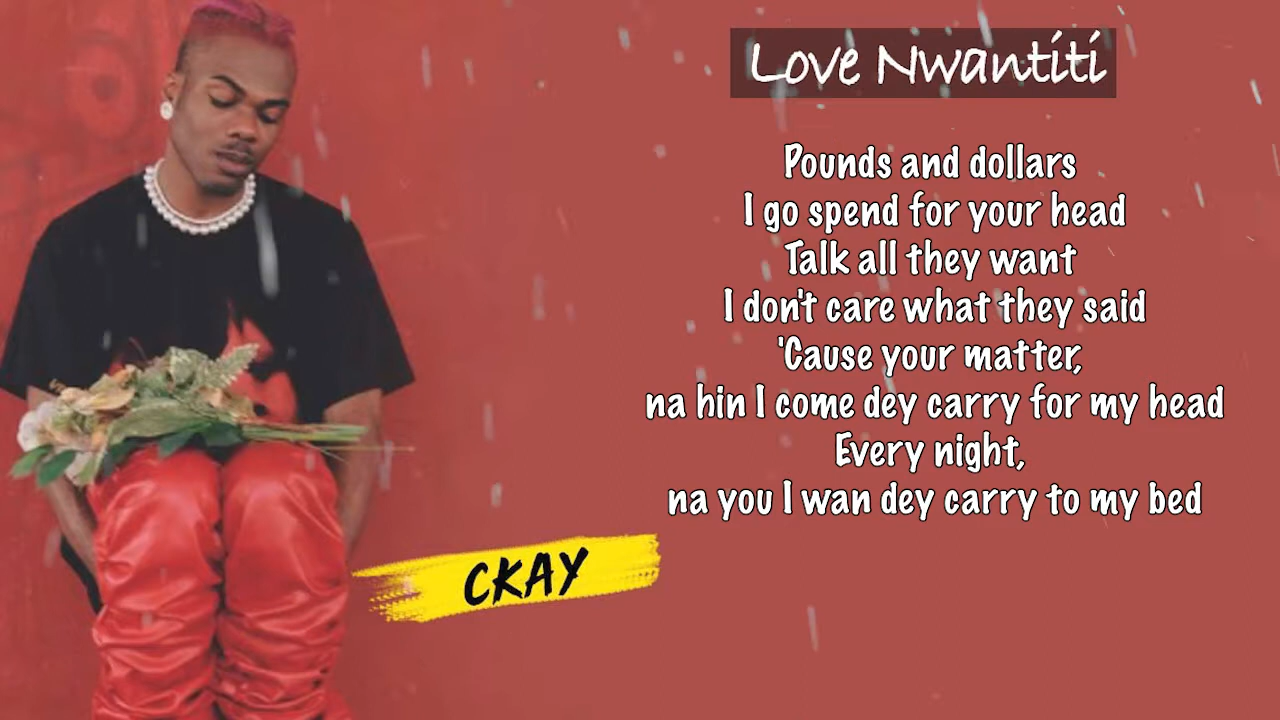 Love Nwantiti
Pounds and dollars
I go spend for your head
Talk all they want
I don't care what they said
'Cause your matter,
na hin I come dey carry for my head
Every night,
na you I wan dey carry to my bed
CKAY